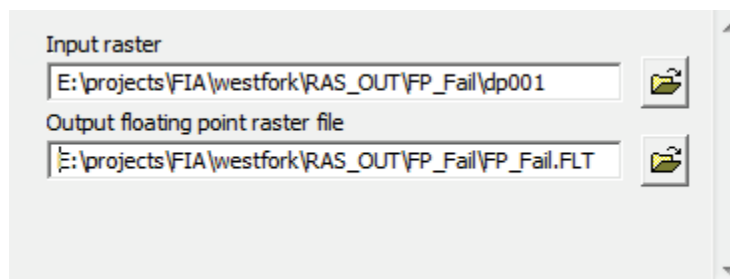 Input raster
E:\projects\FIA\westfork\RAS_OUT\FP_Fail\dp001
Output floating point raster file
E:\projects\FIA\westfork\RAS_OUT\FP_Fail\FP_Fail.FLT